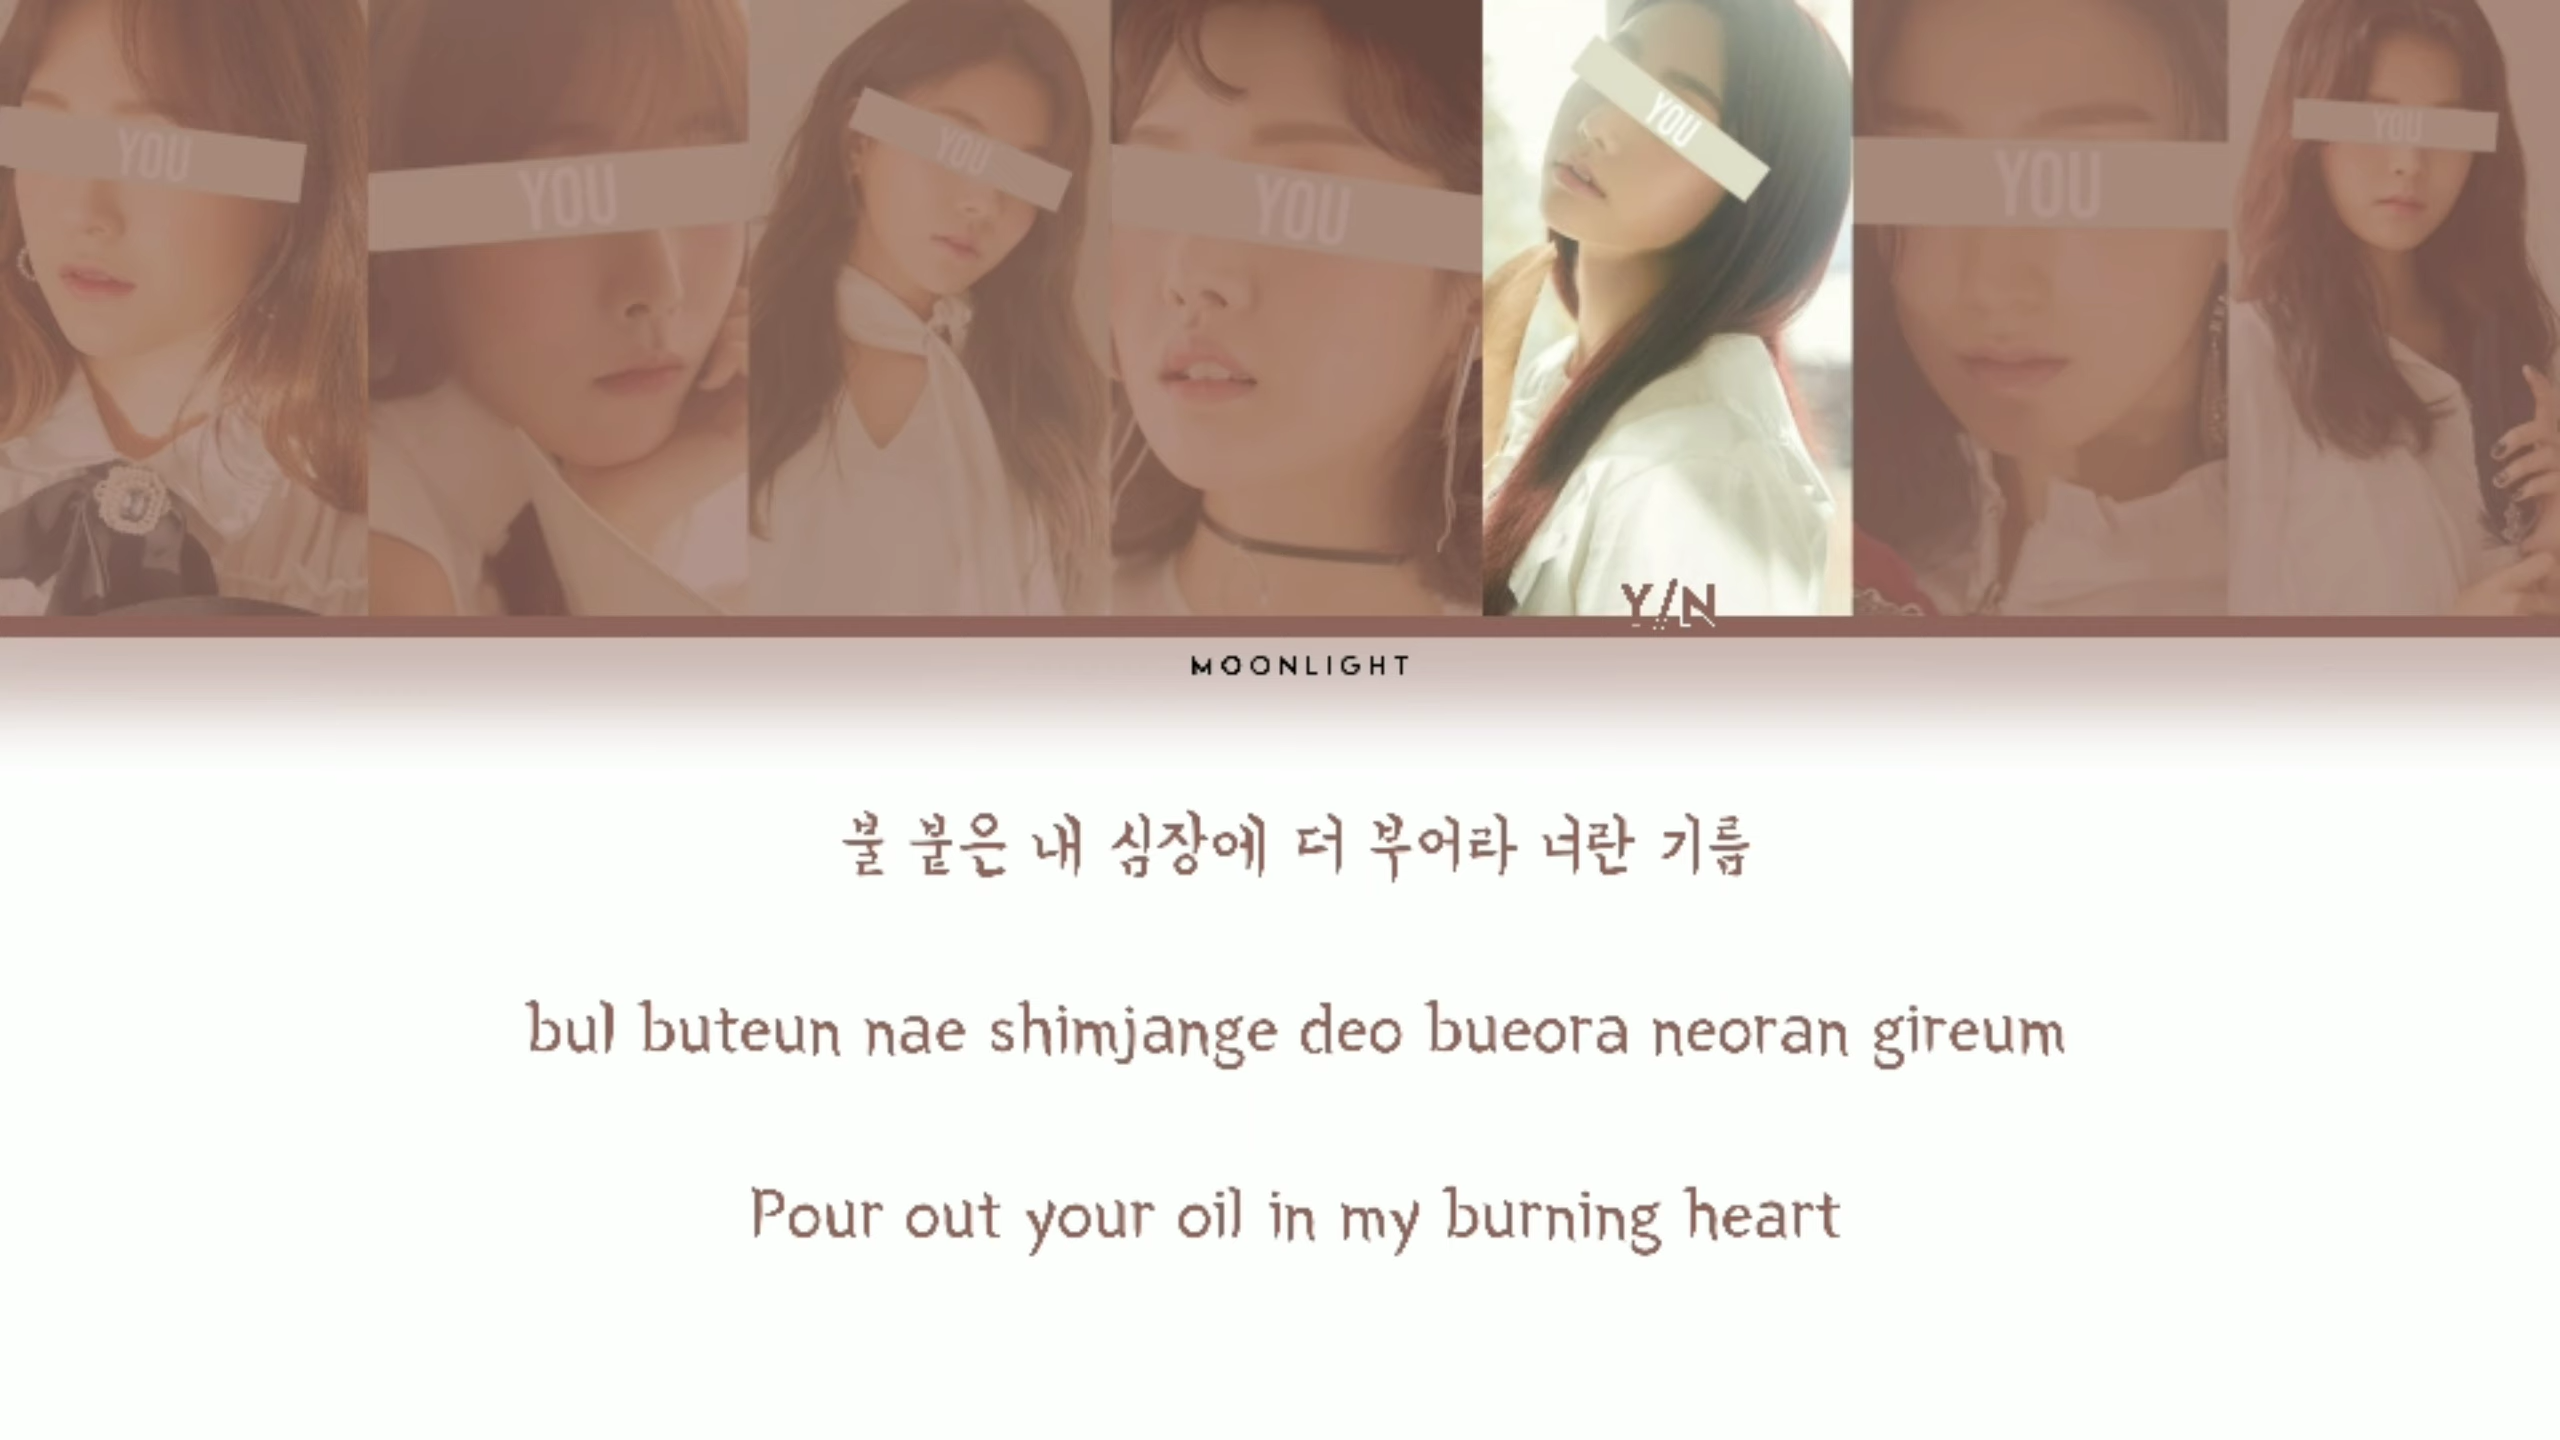 YOU YOU YOU YOU YOU YOU YOU
Y/N
MOONLIGHT
불 붙은 내 심장에 더 부어라 너란 기름
bul buteun nae shimjange deo bueora neoran gireum
Pour out your oil in my burning heart